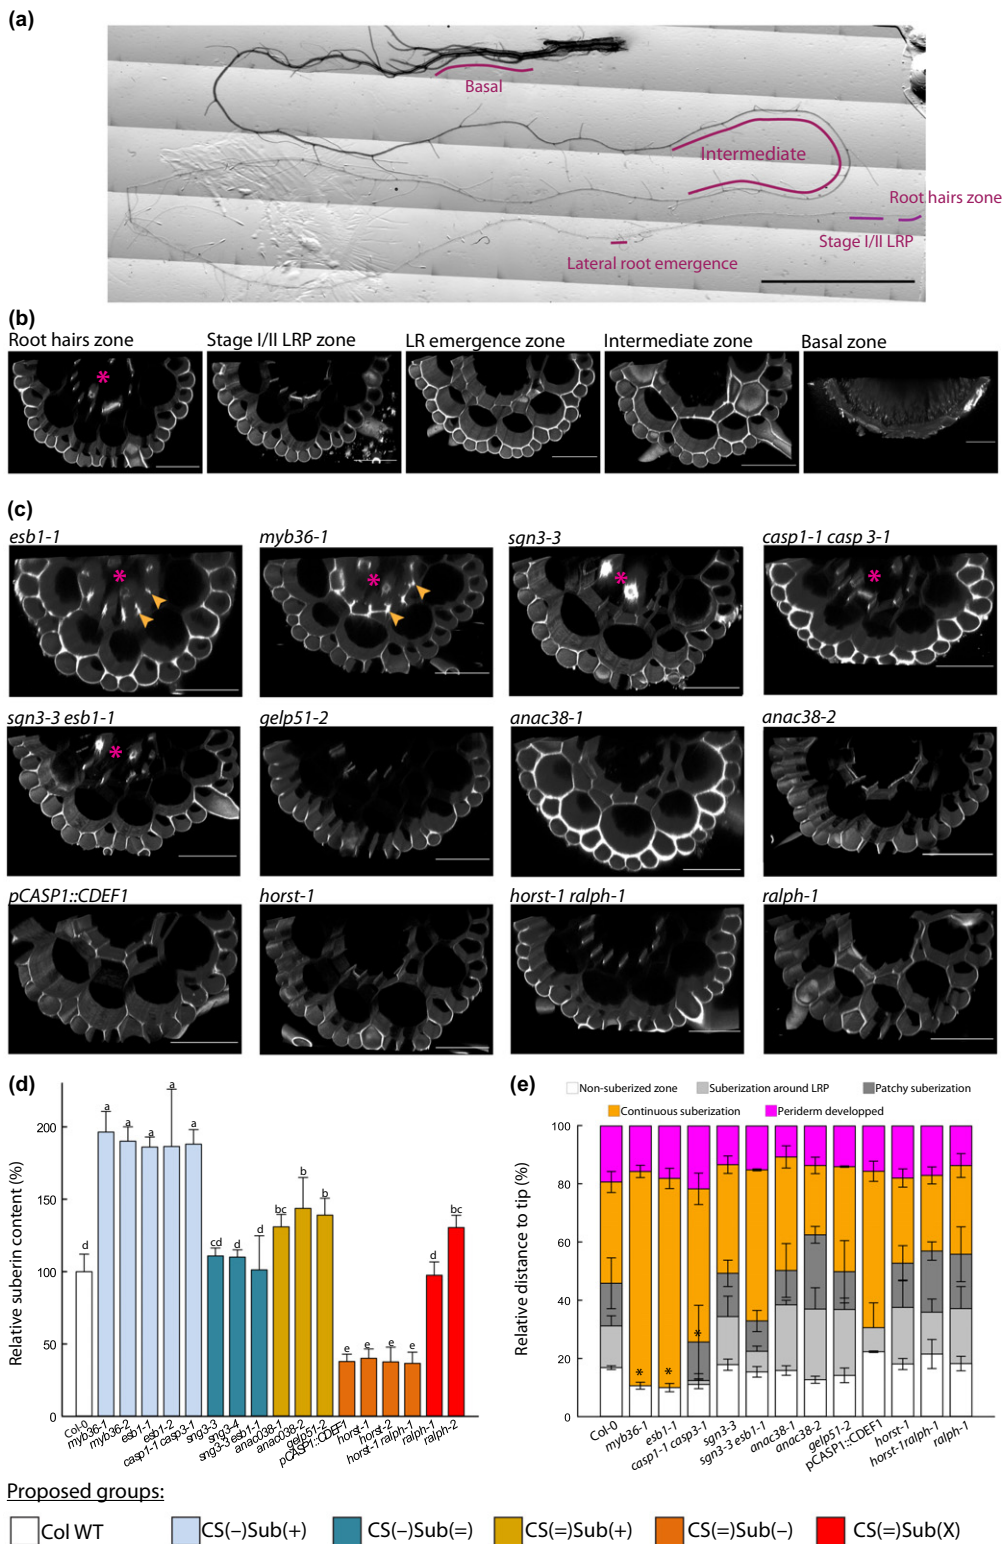 (a)
Basal
Intermediate
Root hairs zone
Stage I/II LRP
Lateral root emergence
(b)
Root hairs zone
Stage I/II LRP zone
LR emergence zone
Intermediate zone
Basal zone
*
(c)
esb1-1
myb36-1
sgn3-3
casp1-1 casp 3-1
*
*
*
*
sgn3-3 esb1-1
gelp51-2
anac38-1
anac38-2
*
pCASP1::CDEF1
horst-1
horst-1 ralph-1
ralph-1
(d)
Relative suberin content (%)
200
150
100
50
0
d
a
a
a
a
a
cd
d
d
bc
b
b
e
e
e
e
d
bc
Col-0
myb36-1
myb36-2
esb1-1
esb1-2
casp1-1 casp3-1
sng3-3
sng3-4
sng3-3 esb1-1
anac038-1
anac038-2
gelp51-2
pCASP1::CDEF1
horst-1
horst-2
horst-1 ralph-1
ralph-1
ralph-2
(e)
Non-suberized zone
Suberization around LRP
Patchy suberization
Continuous suberization
Periderm developped
Relative distance to tip (%)
100
80
60
40
20
0
*
*
*
Col-0
myb36-1
esb1-1
casp1-1 casp3-1
sgn3-3
sgn3-3 esb1-1
anac38-1
anac38-2
gelp51-2
pCASP1::CDEF1
horst-1
horst-1ralph-1
ralph-1
Proposed groups:
Col WT
CS(−)Sub(+)
CS(−)Sub(=)
CS(=)Sub(+)
CS(=)Sub(−)
CS(=)Sub(X)